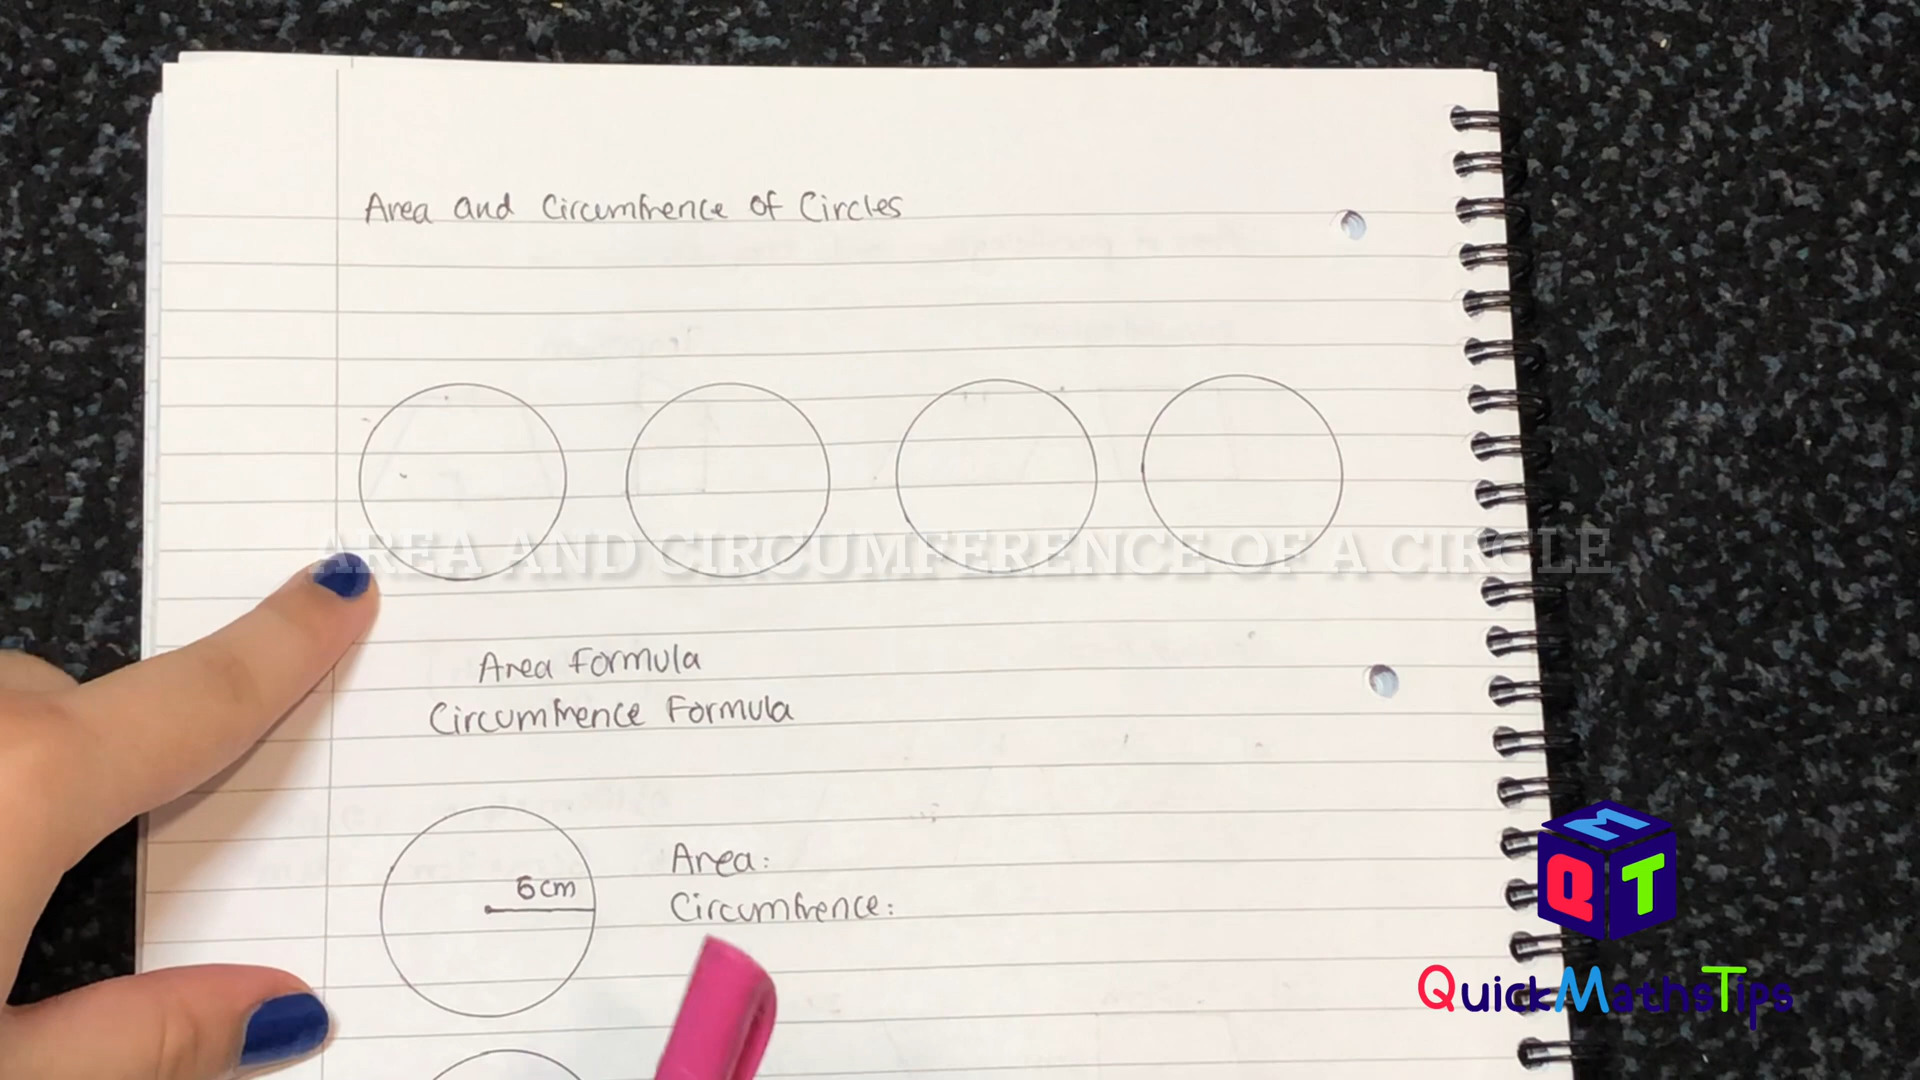 Area and Circumfrence of Circles
AREA AND CIRCUMFERENCE OF A CIRCLE
Area Formula
Circumfrence Formula
6cm
Area:
Circumfrence:
M
Q T
QuickMathsTips